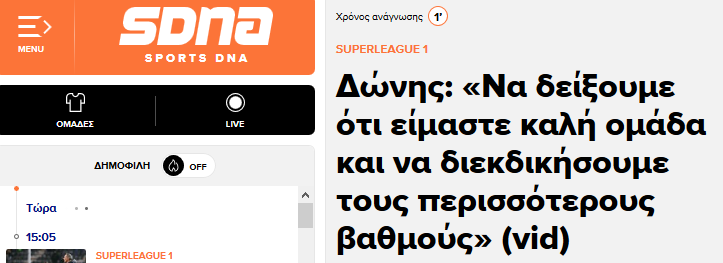 SDNA
SPORTS DNA
MENU
ΟΜΑΔΕΣ
LIVE
ΔΗΜΟΦΙΛΗ
OFF
Τώρα
15:05
SUPERLEAGUE 1
Χρόνος ανάγνωσης 1’
SUPERLEAGUE 1
Δώνης: «Να δείξουμε
ότι είμαστε καλή ομάδα
και να διεκδικήσουμε
τους περισσότερους
βαθμούς» (vid)